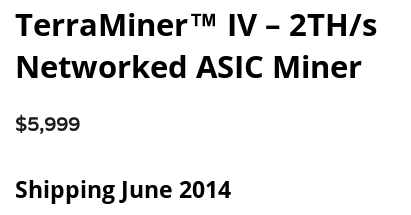 TerraMiner™ IV – 2TH/s
Networked ASIC Miner
$5,999
Shipping June 2014